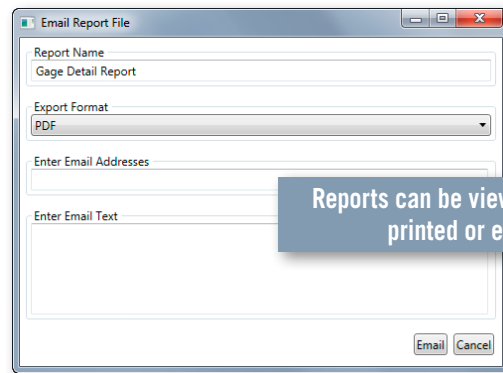 Email Report File
Report Name
Gage Detail Report
Export Format
PDF
Enter Email Addresses
Reports can be
printed or
Enter Email Text
Email Cancel